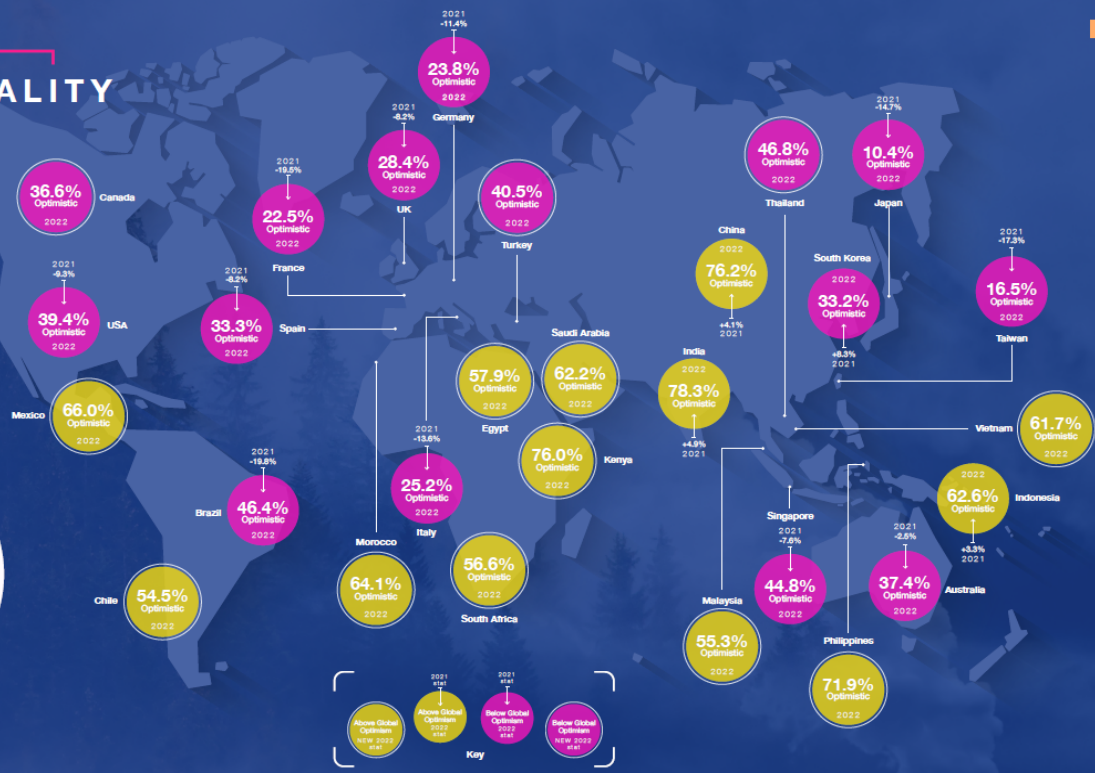 ALITY
2021
-11.4%
23.8%
Optimistic
2022
Germany
2021
-8.2%
28.4%
Optimistic
2022
UK
36.6%
Optimistic
2022
Canada
2021
-19.5%
22.5%
Optimistic
2022
France
40.5%
Optimistic
2022
Turkey
46.8%
Optimistic
2022
Thailand
2021
-14.7%
10.4%
Optimistic
2022
Japan
China
2022
76.2%
Optimistic
+4.1%
2021
South Korea
2022
33.2%
Optimistic
+8.3%
2021
2021
-17.3%
16.5%
Optimistic
2022
Taiwan
2021
-9.3%
39.4%
Optimistic
2022
USA
2021
-8.2%
33.3%
Optimistic
2022
Spain
Saudi Arabia
62.2%
Optimistic
2022
57.9%
Optimistic
2022
Egypt
India
2022
78.3%
Optimistic
+4.9%
2021
Mexico
66.0%
Optimistic
2022
76.0%
Optimistic
2022
Kenya
Vietnam
61.7%
Optimistic
2022
2021
-13.6%
25.2%
Optimistic
2022
Italy
2021
-19.8%
46.4%
Optimistic
2022
Brazil
2022
62.6%
Optimistic
+3.3%
2021
Indonesia
Singapore
2021
-7.6%
44.8%
Optimistic
2022
2021
-2.5%
37.4%
Optimistic
2022
Australia
Morocco
64.1%
Optimistic
2022
56.6%
Optimistic
2022
South Africa
Chile
54.5%
Optimistic
2022
Malaysia
55.3%
Optimistic
2022
Philippines
71.9%
Optimistic
2022
Above Global
Optimism
NEW 2022
stat
2021
stat
Above Global
Optimism
2022
stat
2021
stat
Below Global
Optimism
2022
stat
Below Global
Optimism
NEW 2022
stat
Key